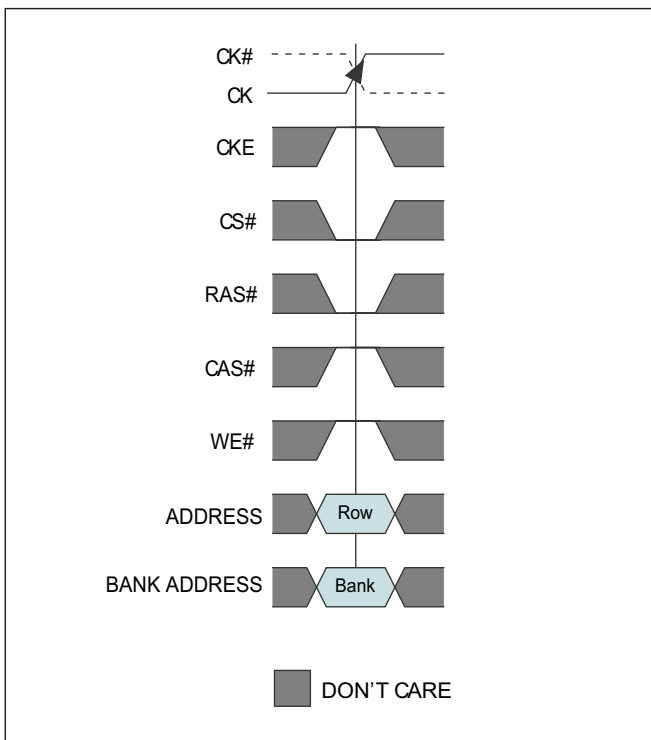 CK#
CK
CKE
CS#
RAS#
CAS#
WE#
ADDRESS Row
BANK ADDRESS Bank
DON'T CARE